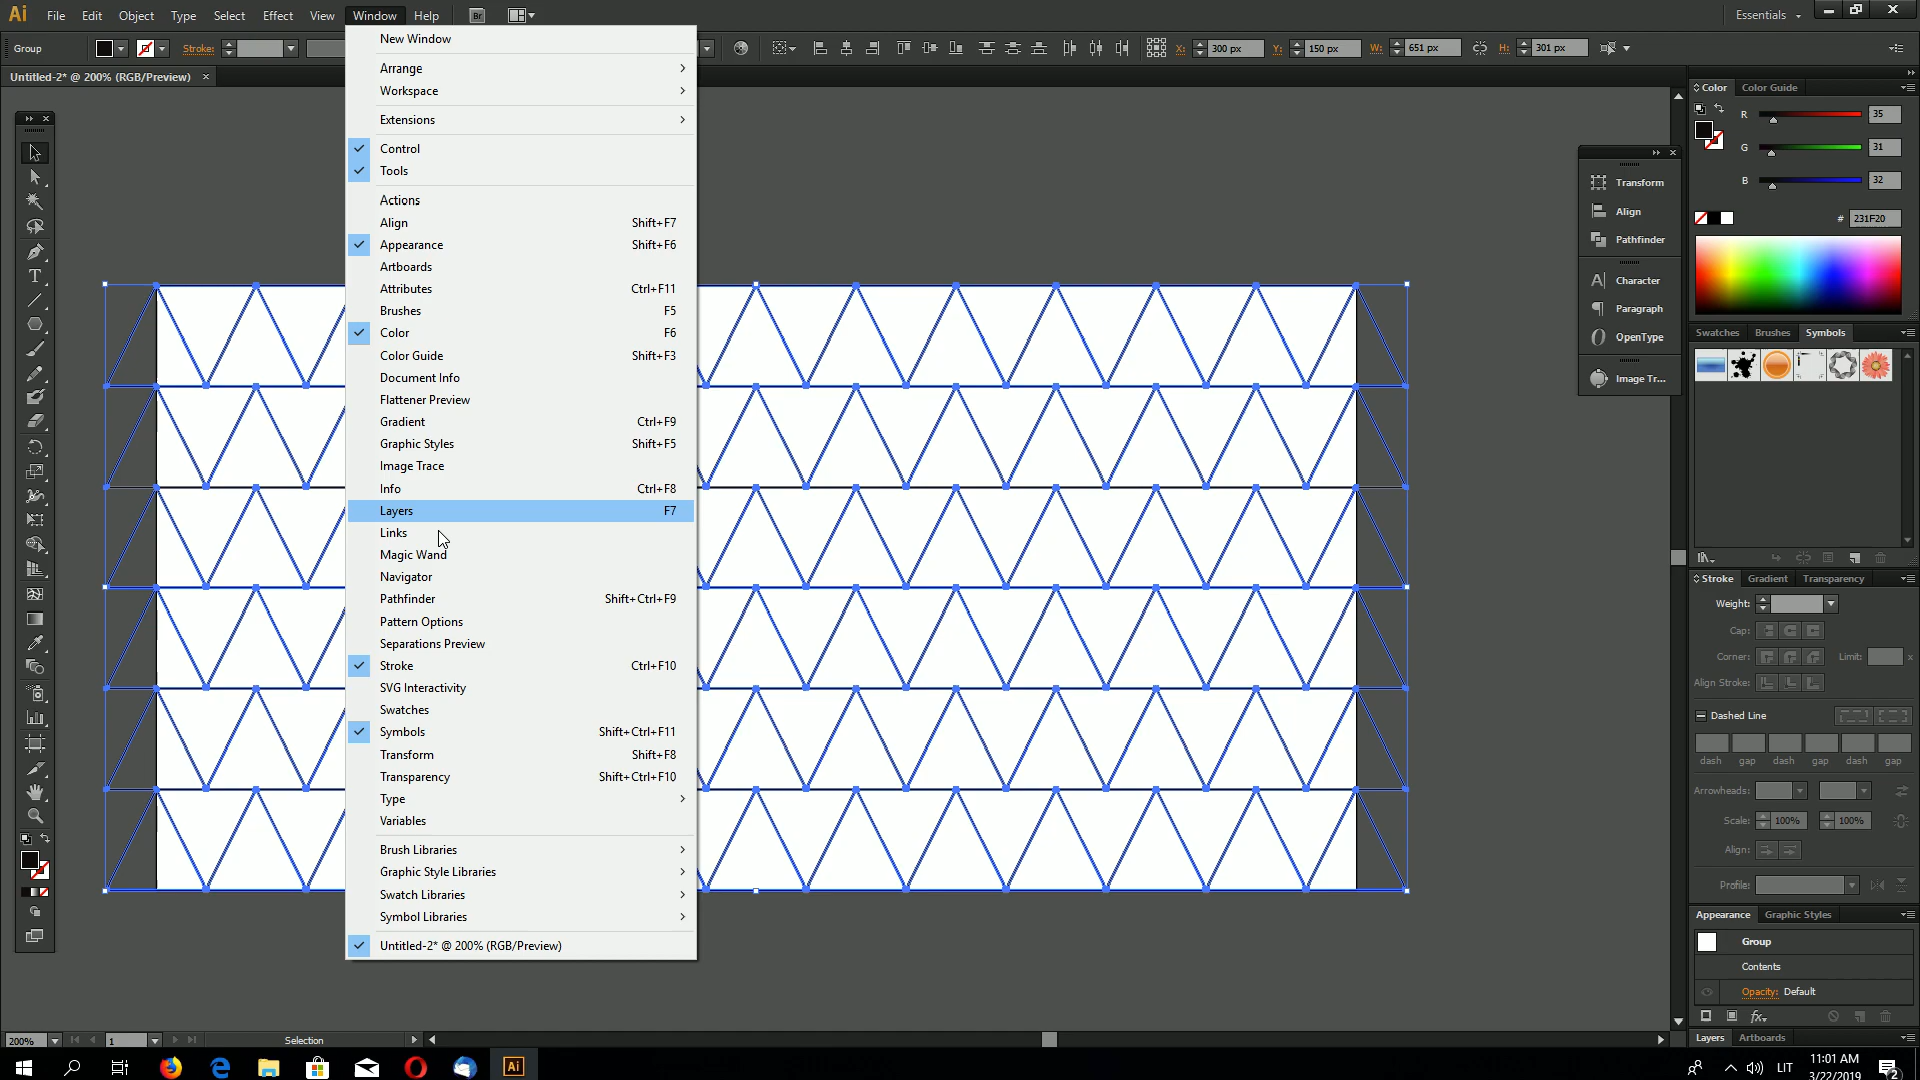 Ai File Edit Object Type Select Effect View Window Help Br Essentials
Group Stroke: X: 300 px Y: 150 px W: 651 px H: 301 px
Untitled-2* @ 200% (RGB/Preview)
New Window
Arrange
Workspace
Extensions
Control
Tools
Actions
Align Shift+F7
Appearance Shift+F6
Artboards
Attributes Ctrl+F11
Brushes F5
Color F6
Color Guide Shift+F3
Document Info
Flattener Preview
Gradient Ctrl+F9
Graphic Styles Shift+F5
Image Trace
Info Ctrl+F8
Layers F7
Links
Magic Wand
Navigator
Pathfinder Shift+Ctrl+F9
Pattern Options
Separations Preview
Stroke Ctrl+F10
SVG Interactivity
Swatches
Symbols Shift+Ctrl+F11
Transform Shift+F8
Transparency Shift+Ctrl+F10
Type
Variables
Brush Libraries
Graphic Style Libraries
Swatch Libraries
Symbol Libraries
Untitled-2* @ 200% (RGB/Preview)
Transform
Align
Pathfinder
Character
Paragraph
OpenType
Image Tr...
Color Color Guide
R 35
G 31
B 32
# 231F20
Swatches Brushes Symbols
Stroke Gradient Transparency
Weight:
Cap:
Corner: Limit: x
Align Stroke:
Dashed Line
dash gap dash gap dash gap
Arrowheads:
Scale: 100% 100%
Align:
Profile:
Appearance Graphic Styles
Group
Contents
Opacity: Default
fx
Layers Artboards
200% 1 Selection
Ai LIT 11:01 AM
3/22/2019 2